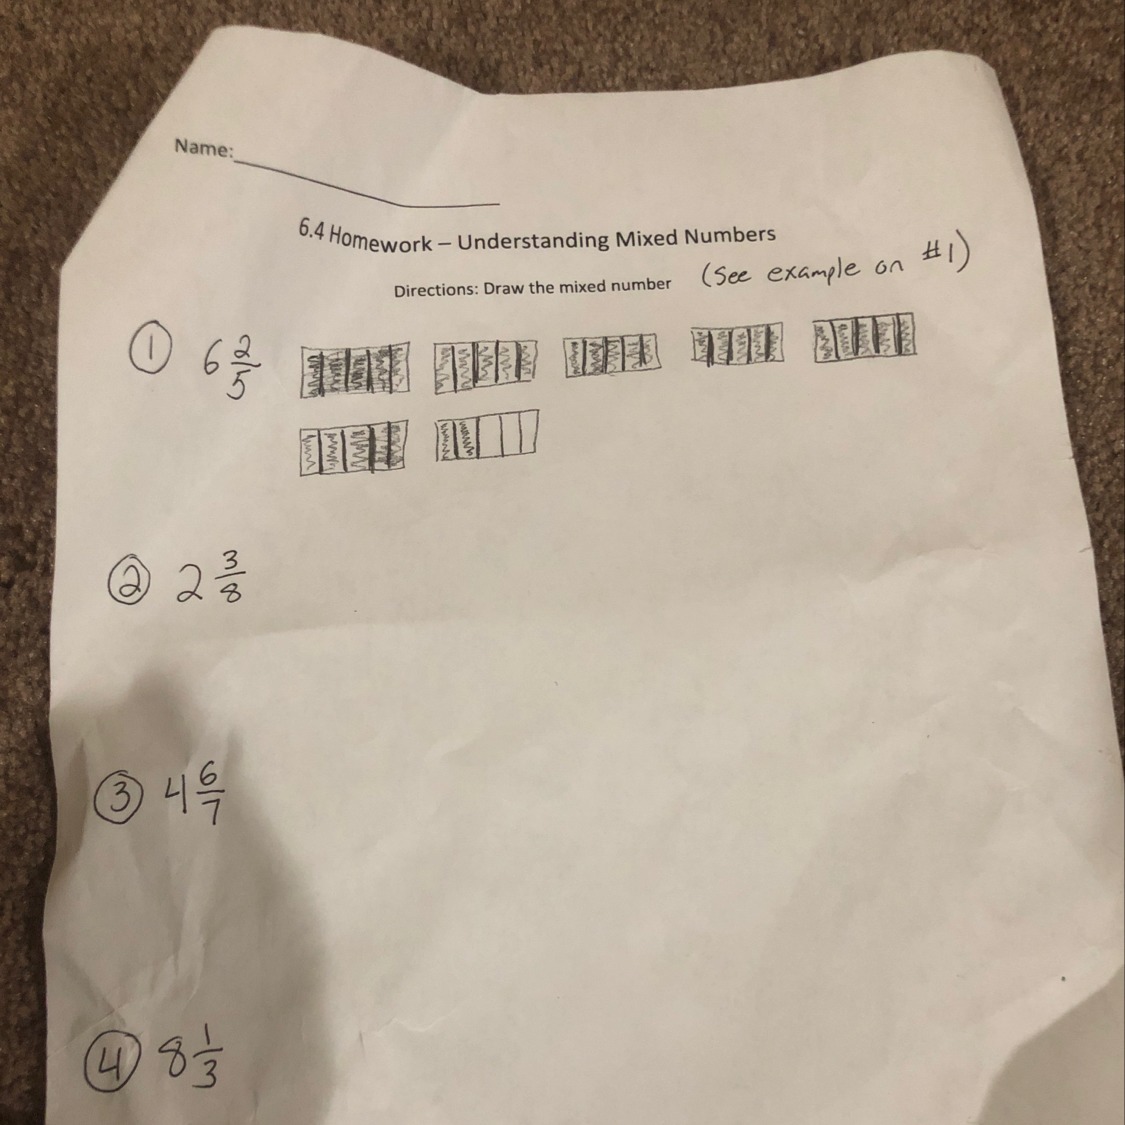 Name:
6.4 Homework – Understanding Mixed Numbers
Directions: Draw the mixed number (See example on #1)
1 6 2/5
2 2 3/8
3 4 6/7
4 8 1/3